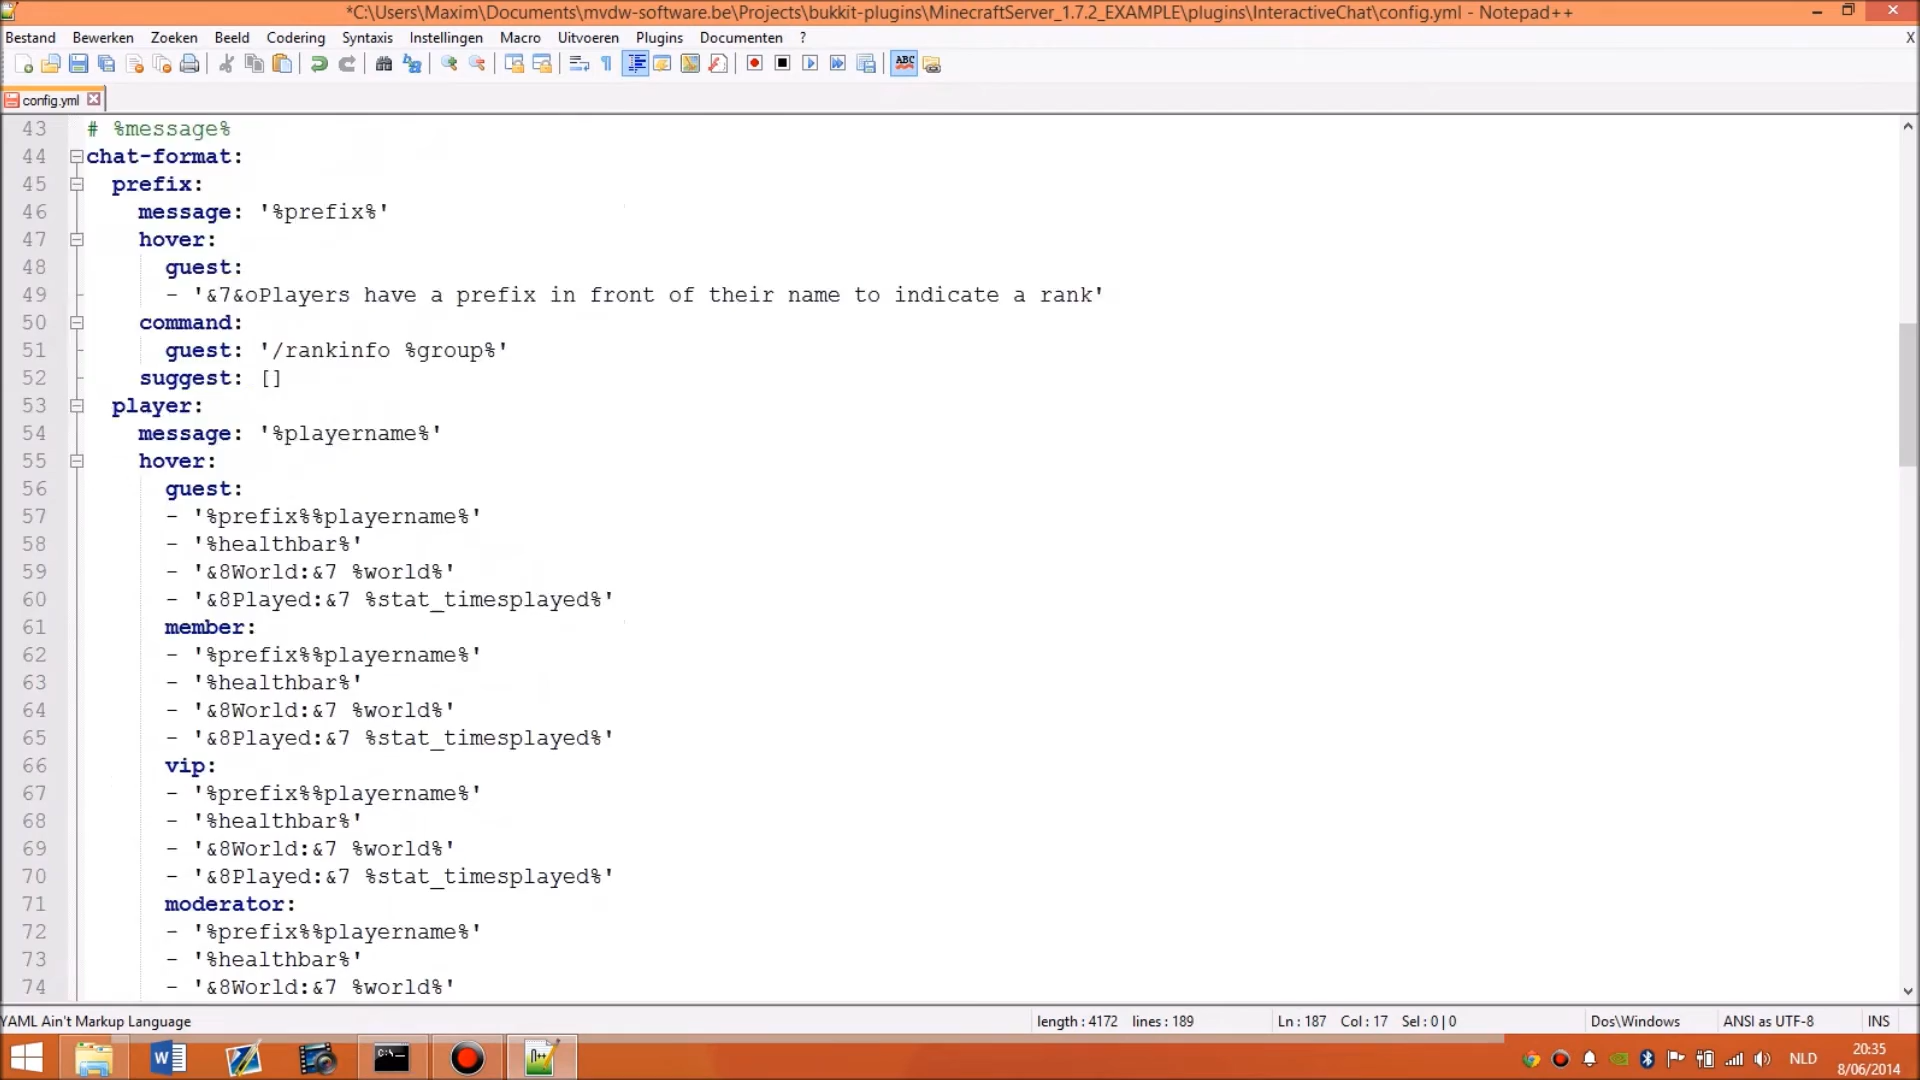 *C:\Users\Maxim\Documents\mvdw-software.be\Projects\bukkit-plugins\MinecraftServer_1.7.2_EXAMPLE\plugins\InteractiveChat\config.yml - Notepad++
Bestand Bewerken Zoeken Beeld Codering Syntaxis Instellingen Macro Uitvoeren Plugins Documenten ? X
config.yml
43 # %message%
44 chat-format:
45 prefix:
46 message: '%prefix%'
47 hover:
48 guest:
49 - '&7&oPlayers have a prefix in front of their name to indicate a rank'
50 command:
51 guest: '/rankinfo %group%'
52 suggest: []
53 player:
54 message: '%playername%'
55 hover:
56 guest:
57 - '%prefix%%playername%'
58 - '%healthbar%'
59 - '&8World:&7 %world%'
60 - '&8Played:&7 %stat_timesplayed%'
61 member:
62 - '%prefix%%playername%'
63 - '%healthbar%'
64 - '&8World:&7 %world%'
65 - '&8Played:&7 %stat_timesplayed%'
66 vip:
67 - '%prefix%%playername%'
68 - '%healthbar%'
69 - '&8World:&7 %world%'
70 - '&8Played:&7 %stat_timesplayed%'
71 moderator:
72 - '%prefix%%playername%'
73 - '%healthbar%'
74 - '&8World:&7 %world%'
YAML Ain't Markup Language length : 4172 lines : 189 Ln : 187 Col : 17 Sel : 0 | 0 Dos\Windows ANSI as UTF-8 INS
NLD 20:35
8/06/2014